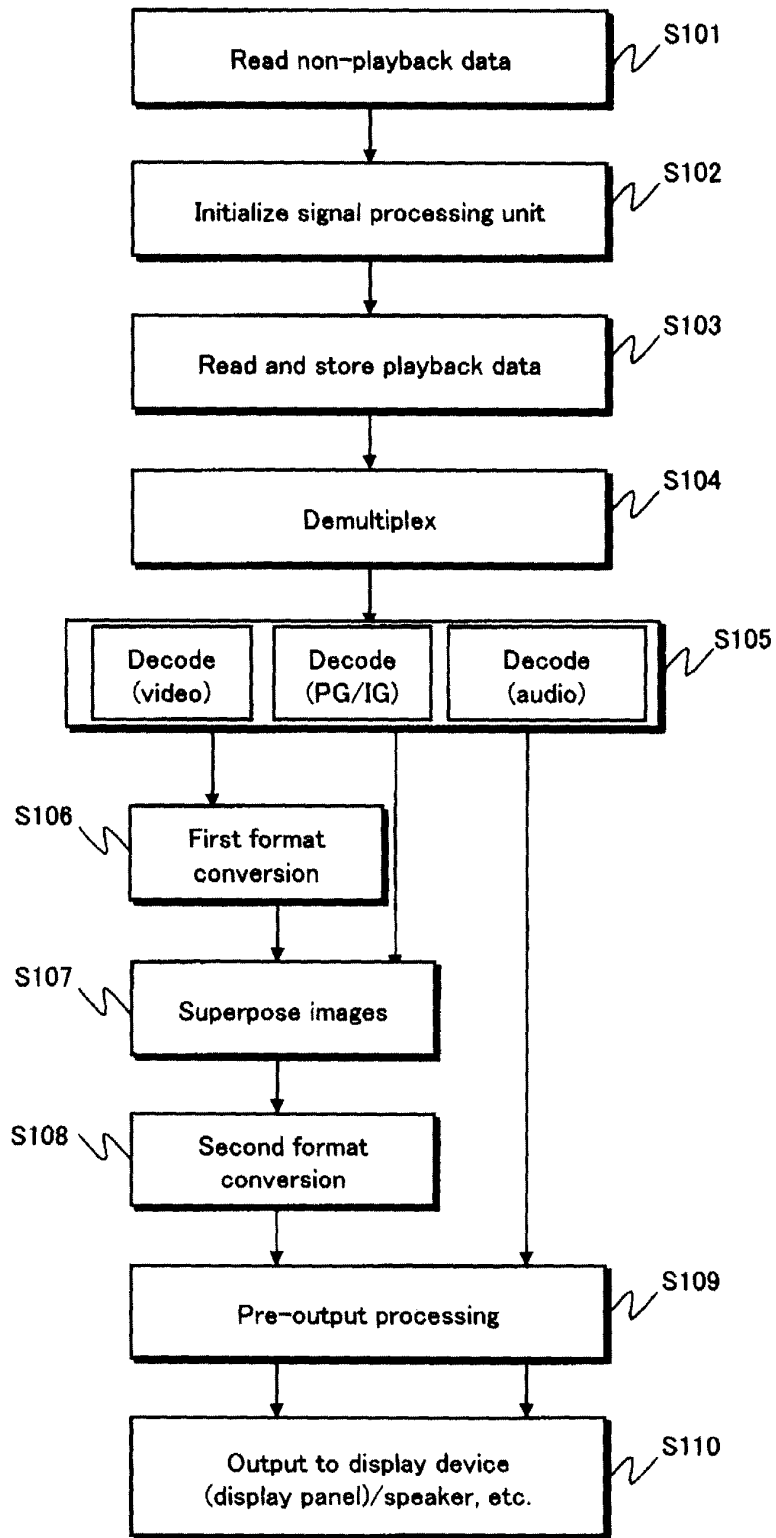 Read non-playback data
S101
Initialize signal processing unit
S102
Read and store playback data
S103
Demultiplex
S104
Decode
(video)
Decode
(PG/IG)
Decode
(audio)
S105
S106
First format
conversion
S107
Superpose images
S108
Second format
conversion
Pre-output processing
S109
Output to display device
(display panel)/speaker, etc.
S110